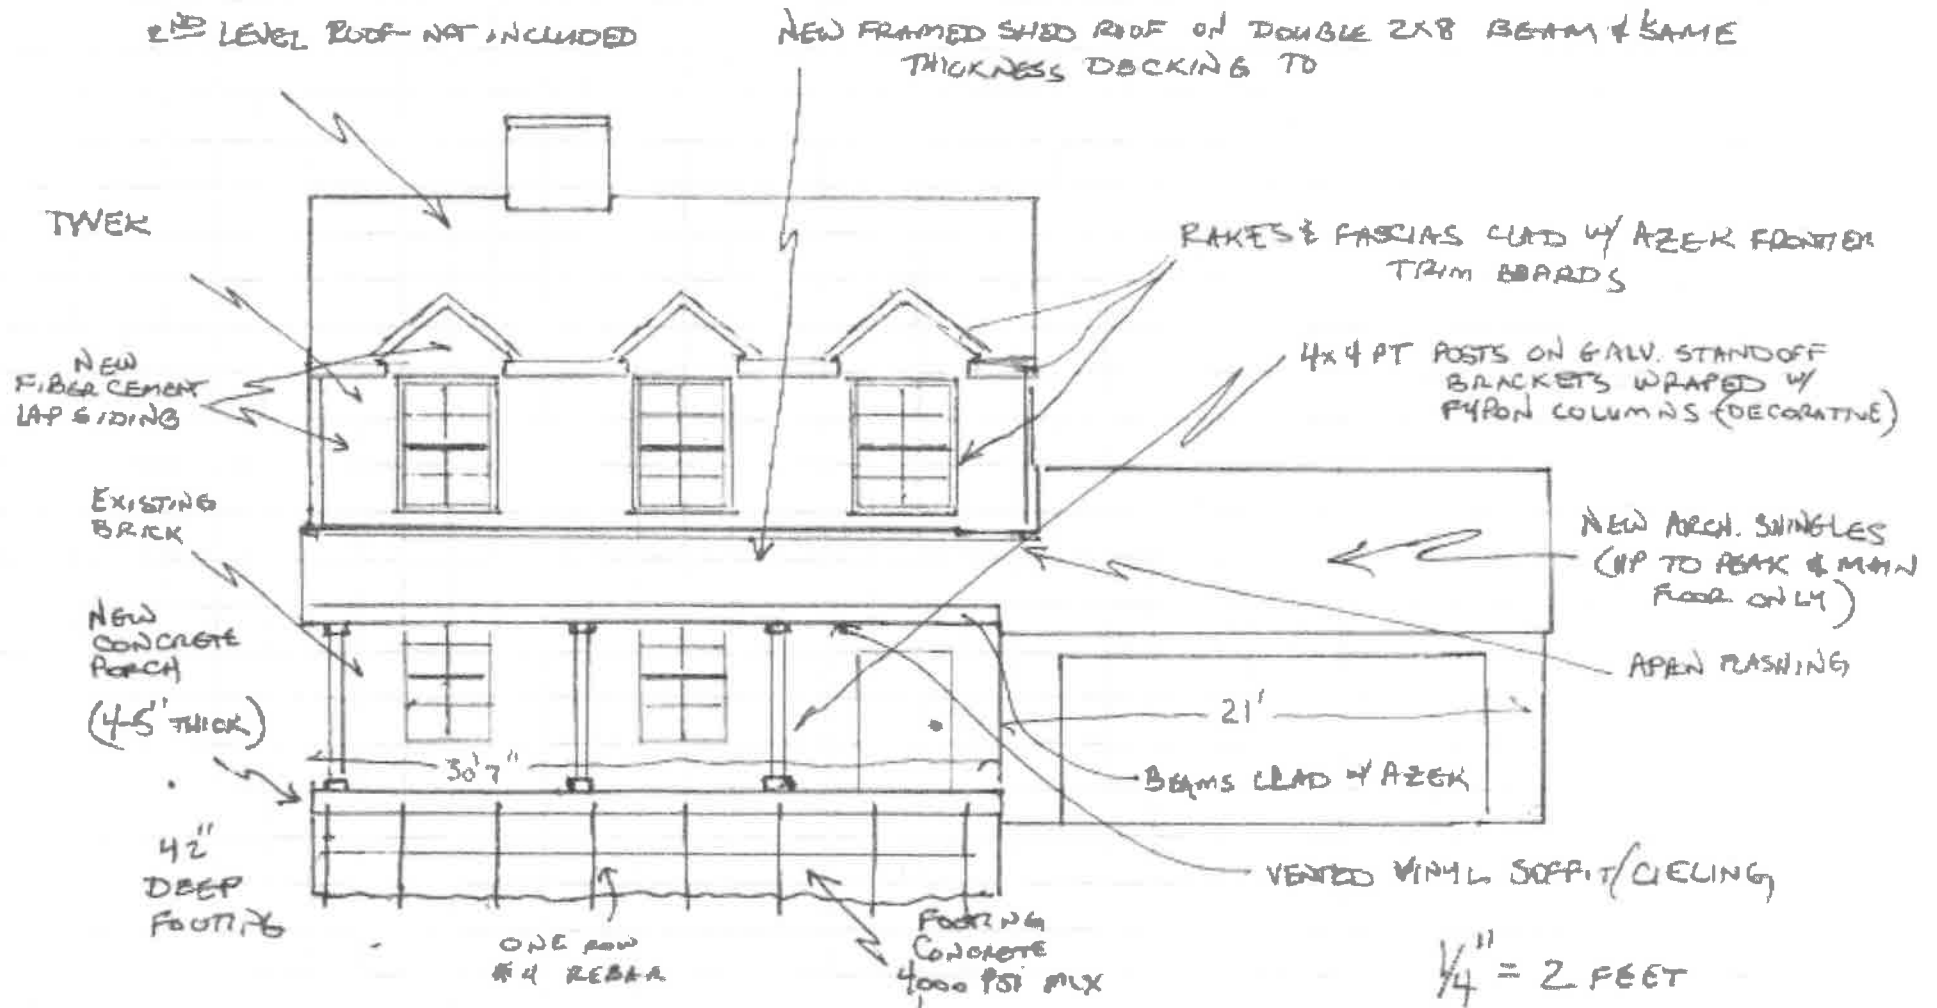 2ND LEVEL ROOF NOT INCLUDED
NEW FRAMED SHED ROOF ON DOUBLE 2X8 BEAM & SAME
THICKNESS DECKING TO
TYVEK
RAKES & FASCIAS CLAD W/ AZEK FRONTIER
TRIM BOARDS
NEW
FIBER CEMENT
LAP SIDING
4x4 PT POSTS ON GALV. STANDOFF
BRACKETS WRAPED W/
FYPON COLUMNS (DECORATIVE)
EXISTING
BRICK
NEW ARCH. SHINGLES
(UP TO PEAK & MAIN
FLOOR ONLY)
NEW
CONCRETE
PORCH
(4-5" THICK)
APRN FLASHING
21'
30'7"
BEAMS CLAD W/ AZEK
42"
DEEP
FOOTING
VENTED VINYL SOFFIT/CIELING
ONE ROW
#4 REBAR
FOOTING
CONCRETE
4000 PSI MIX
1/4" = 2 FEET